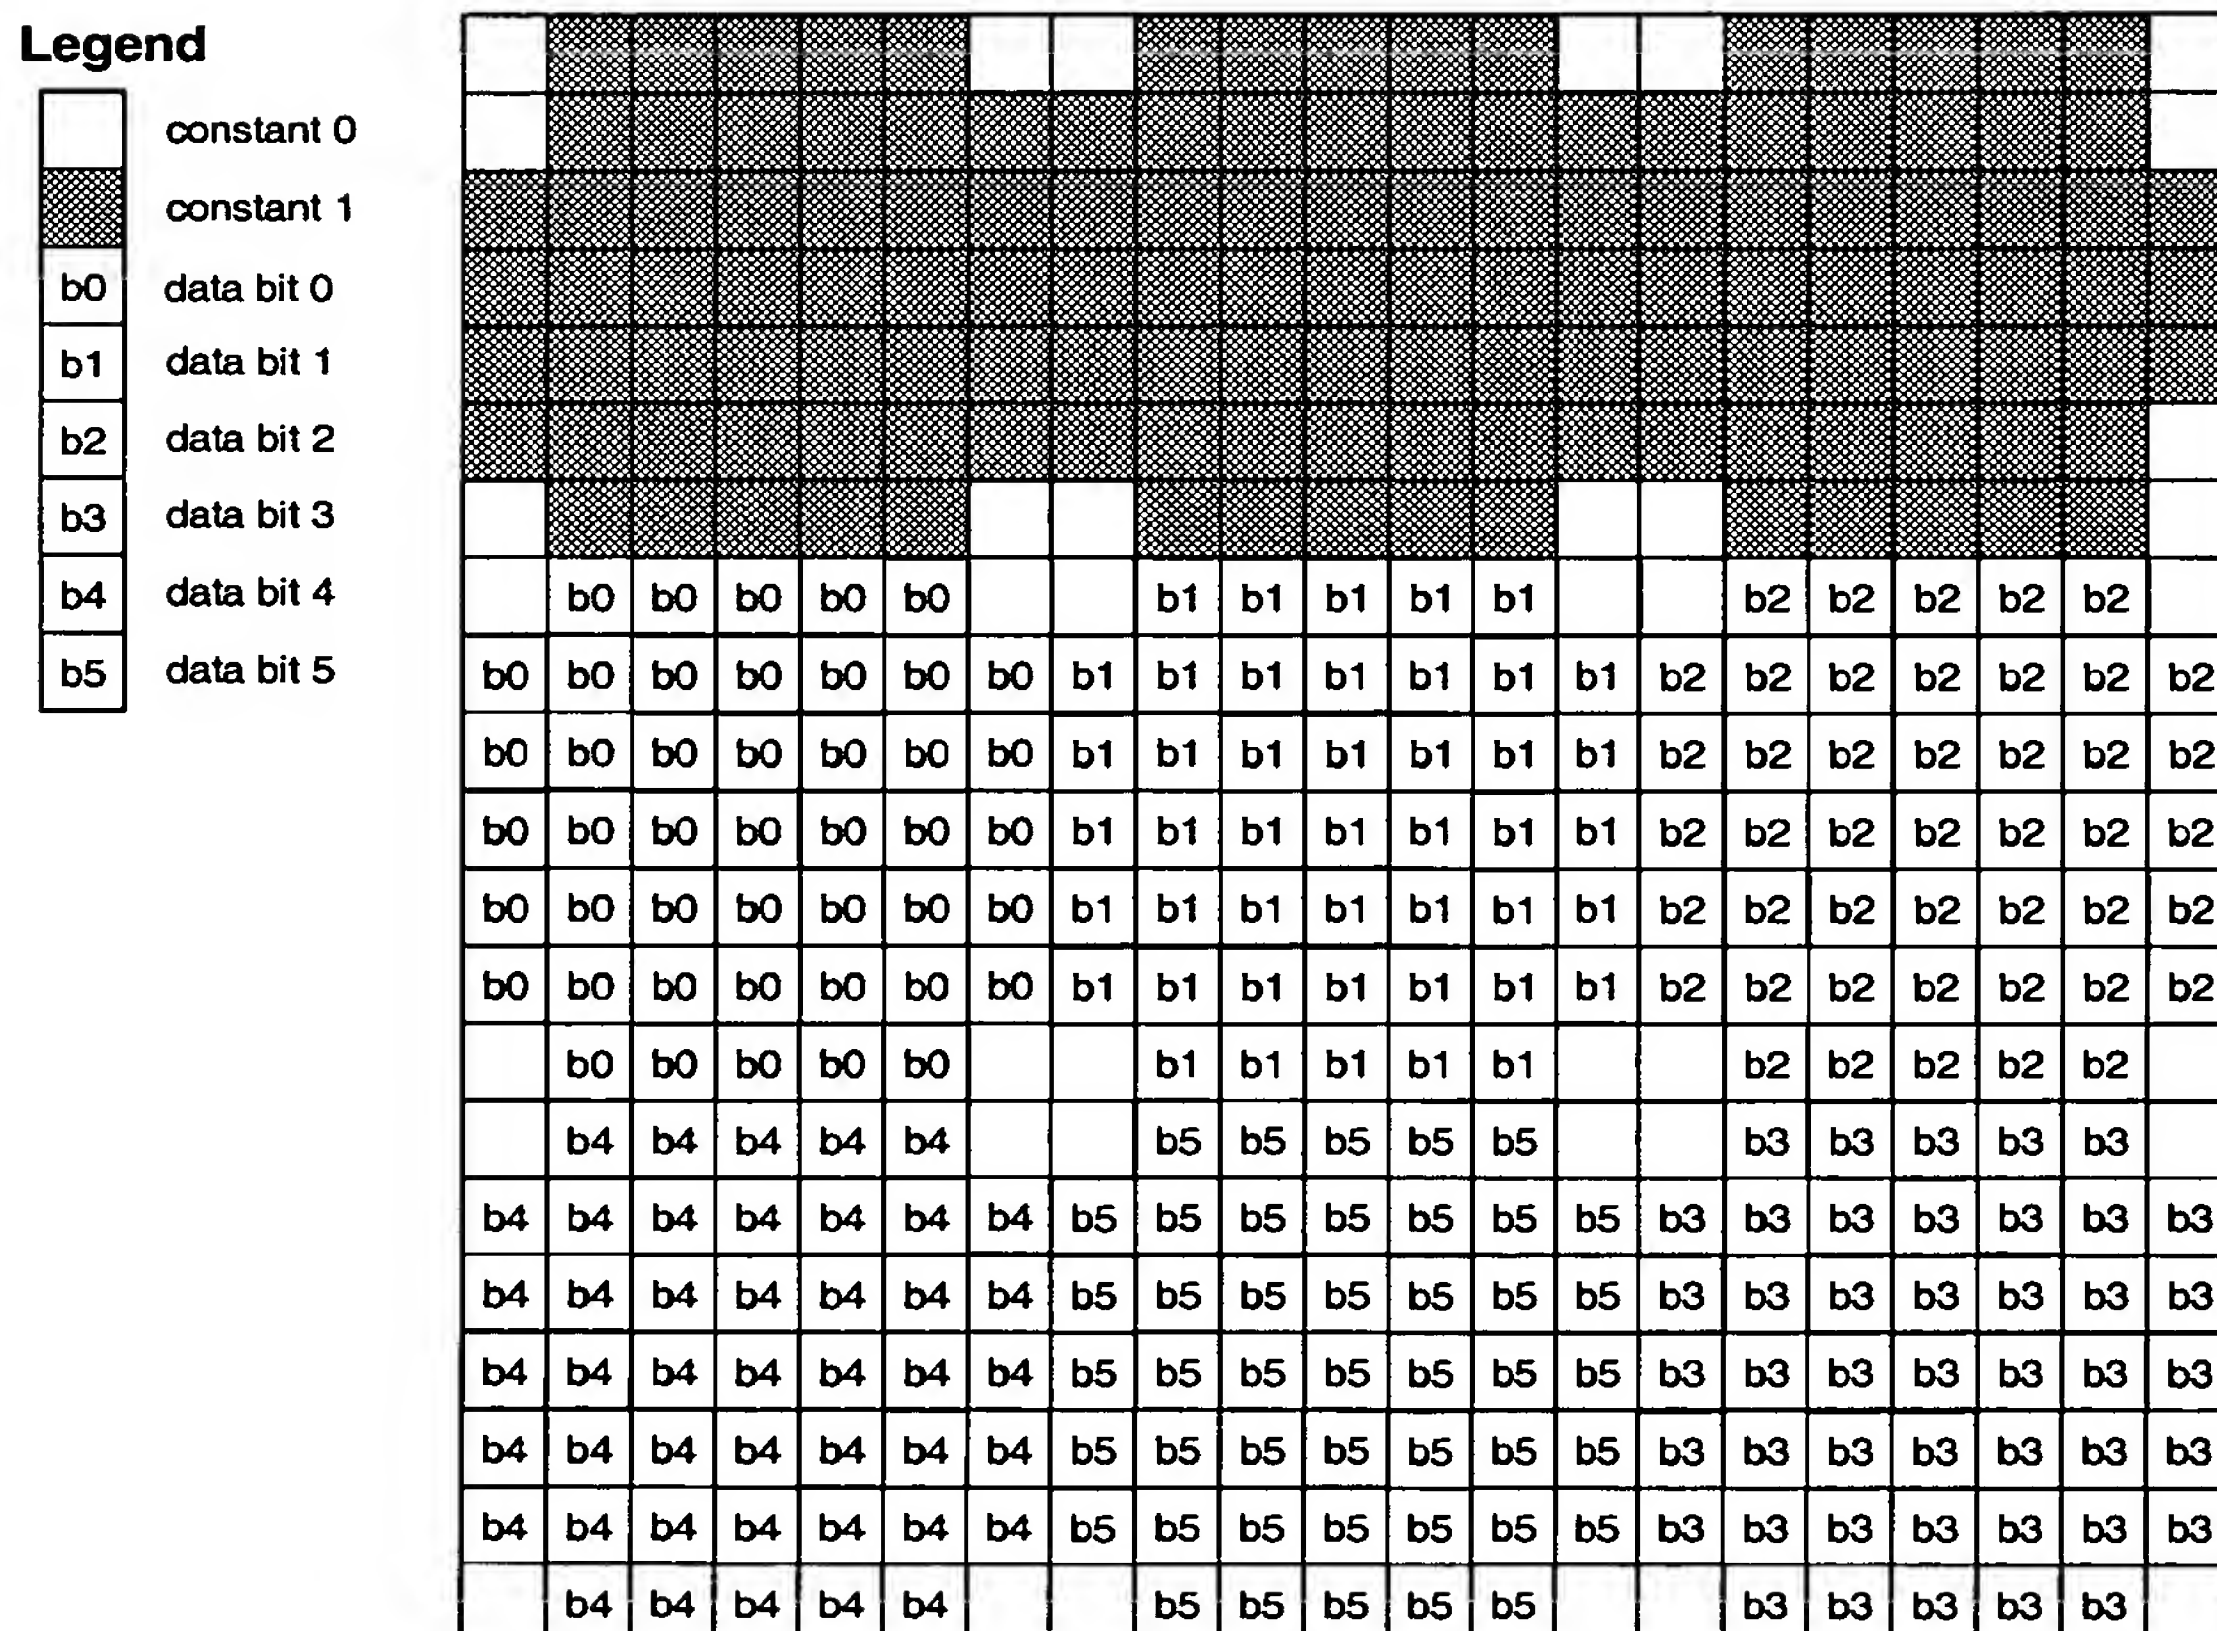 Legend
constant 0
constant 1
b0 data bit 0
b1 data bit 1
b2 data bit 2
b3 data bit 3
b4 data bit 4
b5 data bit 5
b0 b0 b0 b0 b0 b1 b1 b1 b1 b1 b2 b2 b2 b2 b2
b0 b0 b0 b0 b0 b0 b0 b1 b1 b1 b1 b1 b1 b1 b2 b2 b2 b2 b2 b2 b2
b0 b0 b0 b0 b0 b0 b0 b1 b1 b1 b1 b1 b1 b1 b2 b2 b2 b2 b2 b2 b2
b0 b0 b0 b0 b0 b0 b0 b1 b1 b1 b1 b1 b1 b1 b2 b2 b2 b2 b2 b2 b2
b0 b0 b0 b0 b0 b0 b0 b1 b1 b1 b1 b1 b1 b1 b2 b2 b2 b2 b2 b2 b2
b0 b0 b0 b0 b0 b0 b0 b1 b1 b1 b1 b1 b1 b1 b2 b2 b2 b2 b2 b2 b2
b0 b0 b0 b0 b0 b1 b1 b1 b1 b1 b2 b2 b2 b2 b2
b4 b4 b4 b4 b4 b5 b5 b5 b5 b5 b3 b3 b3 b3 b3
b4 b4 b4 b4 b4 b4 b4 b5 b5 b5 b5 b5 b5 b5 b3 b3 b3 b3 b3 b3 b3
b4 b4 b4 b4 b4 b4 b4 b5 b5 b5 b5 b5 b5 b5 b3 b3 b3 b3 b3 b3 b3
b4 b4 b4 b4 b4 b4 b4 b5 b5 b5 b5 b5 b5 b5 b3 b3 b3 b3 b3 b3 b3
b4 b4 b4 b4 b4 b4 b4 b5 b5 b5 b5 b5 b5 b5 b3 b3 b3 b3 b3 b3 b3
b4 b4 b4 b4 b4 b4 b4 b5 b5 b5 b5 b5 b5 b5 b3 b3 b3 b3 b3 b3 b3
b4 b4 b4 b4 b4 b5 b5 b5 b5 b5 b3 b3 b3 b3 b3